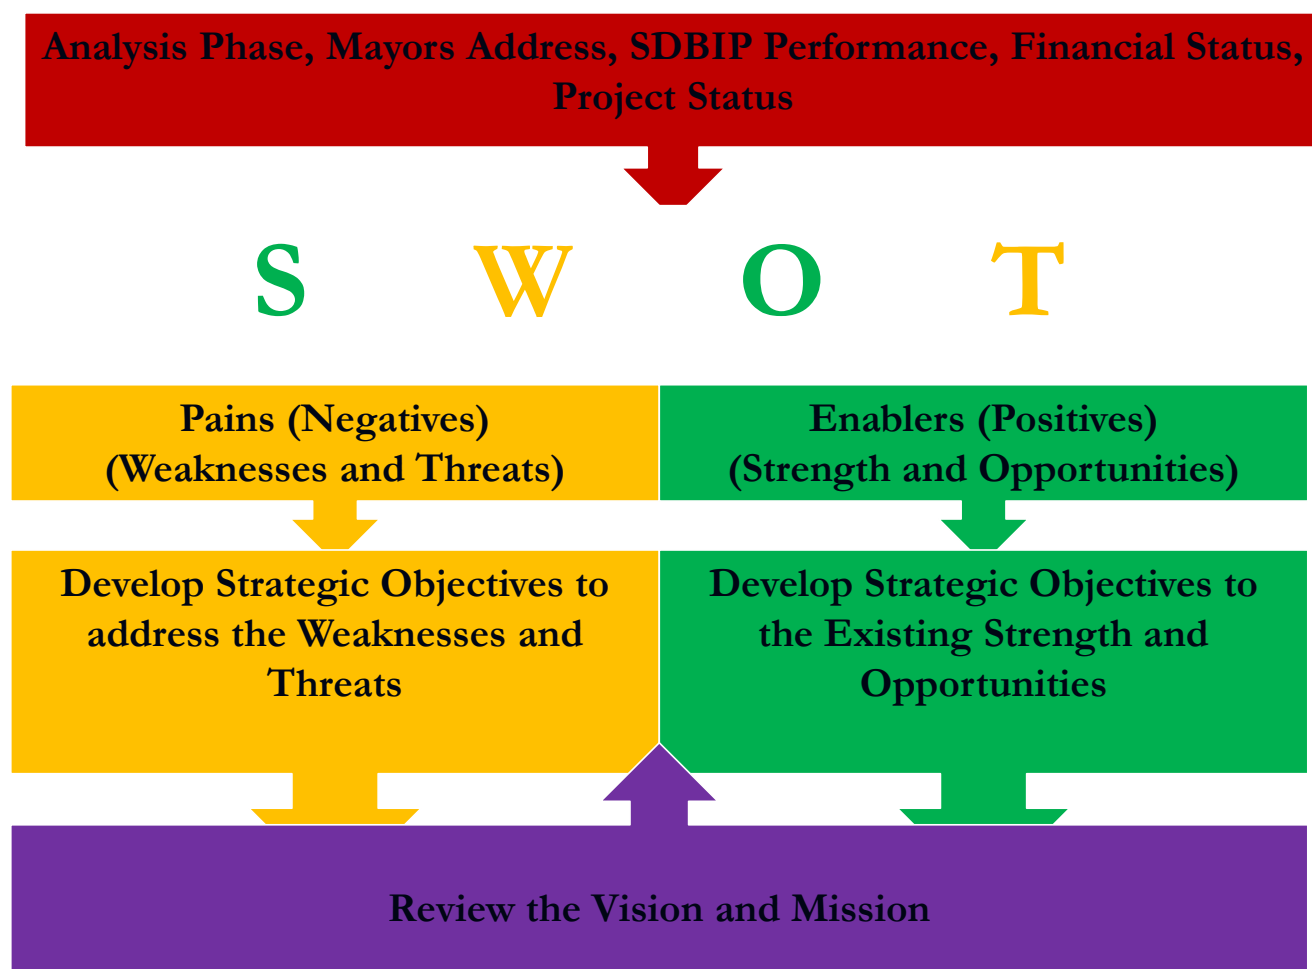 Analysis Phase, Mayors Address, SDBIP Performance, Financial Status,
Project Status
S W O T
Pains (Negatives)
(Weaknesses and Threats)
Enablers (Positives)
(Strength and Opportunities)
Develop Strategic Objectives to
address the Weaknesses and
Threats
Develop Strategic Objectives to
the Existing Strength and
Opportunities
Review the Vision and Mission